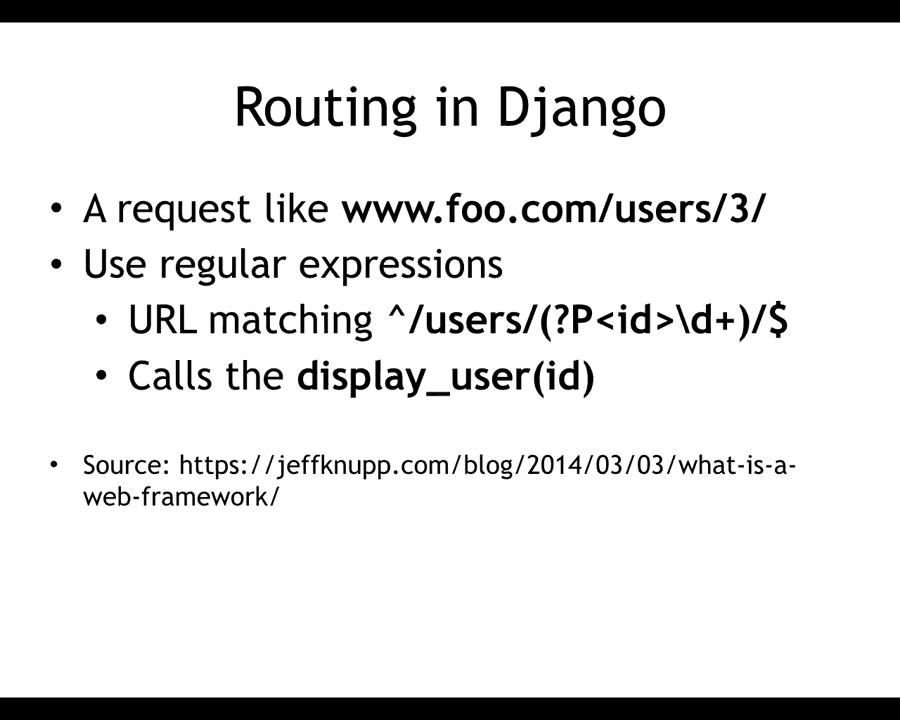 Routing in Django
• A request like www.foo.com/users/3/
• Use regular expressions
• URL matching ^/users/(?P<id>\d+)/$
• Calls the display_user(id)
• Source: https://jeffknupp.com/blog/2014/03/03/what-is-a-
web-framework/